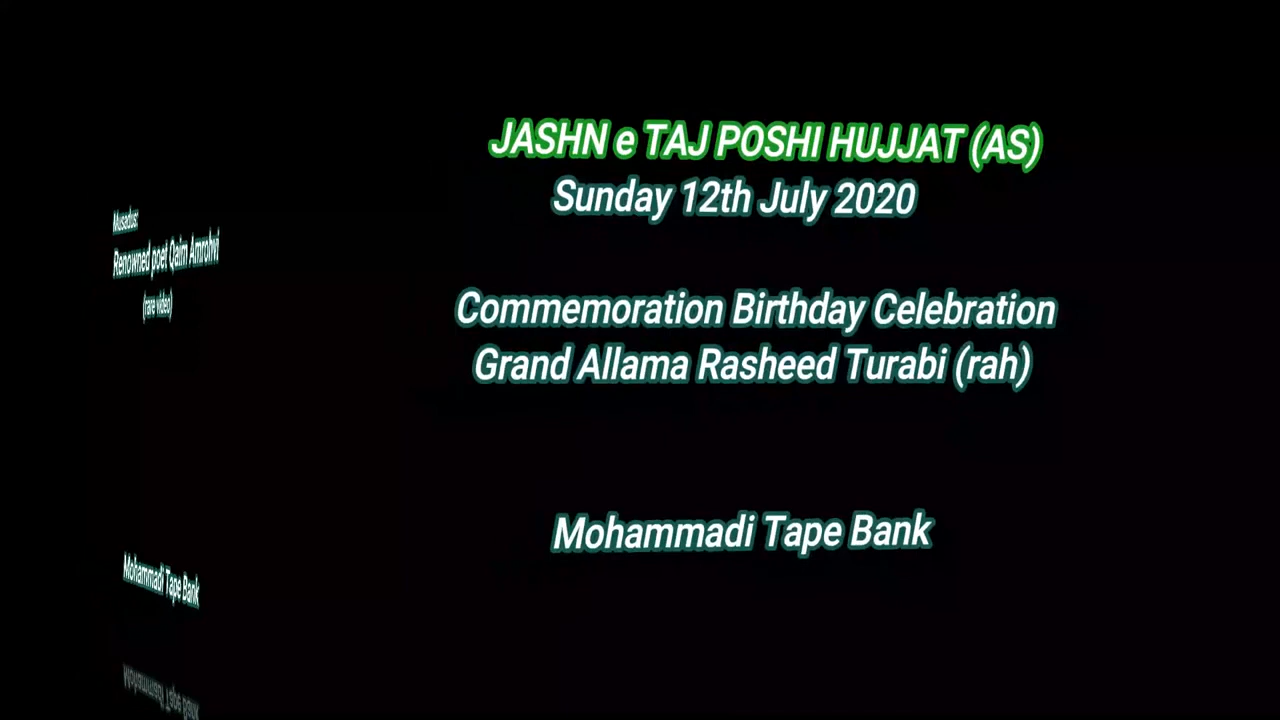 JASHN e TAJ POSHI HUJJAT (AS)
Sunday 12th July 2020
Commemoration Birthday Celebration
Grand Allama Rasheed Turabi (rah)
Mohammadi Tape Bank
Musadus:
Renowned poet Qaim Amrohvi
(rare video)
Mohammadi Tape Bank